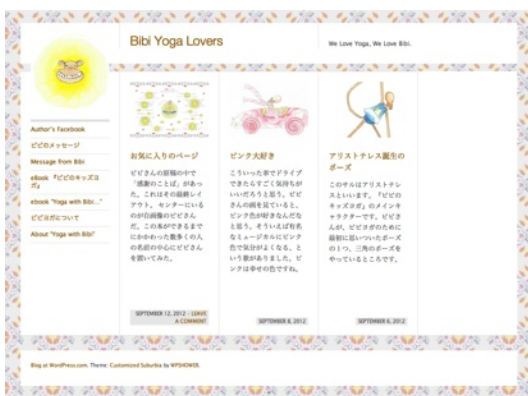 Bibi Yoga Lovers
We Love Yoga, We Love Bibi.
Author's Facebook
ビビのメッセージ
Message from Bibi
eBook 『ビビのキッズヨ
ガ』
ebook "Yoga with Bibi..."
ビビヨガについて
About "Yoga with Bibi"
お気に入りのページ
ビビさんの原稿の中で
「感謝のことば」があっ
た。これはその最終レイ
アウト。センターにいる
のが自画像のビビさん
だ。この本ができるまで
にかかわった数多くの人
の名前の中心にビビさん
を置いてみた。
SEPTEMBER 12, 2012 - LEAVE
A COMMENT
ピンク大好き
こういった車でドライブ
できたらすごく気持ちが
いいだろうと思う。ビビ
さんの画を見ていると、
ピンク色が好きなんだな
と思う。そういえば有名
なミュージカルにピンク
色で気分がよくなる、と
いう歌がありました。ピ
ンクは幸せの色ですね。
SEPTEMBER 8, 2012
アリストテレス誕生の
ポーズ
このサルはアリストテレ
スといいます。『ビビの
キッズヨガ』のメインキ
ャラクターです。ビビさ
んが、ビビヨガのために
最初に思いついたポーズ
の１つ、三角のポーズを
やっているところです。
SEPTEMBER 6, 2012
Blog at WordPress.com. Theme: Customized Suburbia by WPSHOWER.